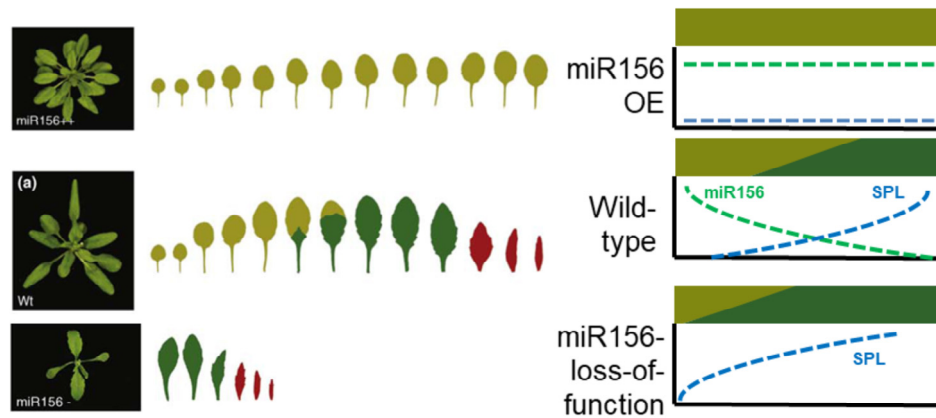 miR156++
miR156
OE
(a)
Wt
Wild-
type
miR156
SPL
miR156 -
miR156-
loss-of-
function
SPL